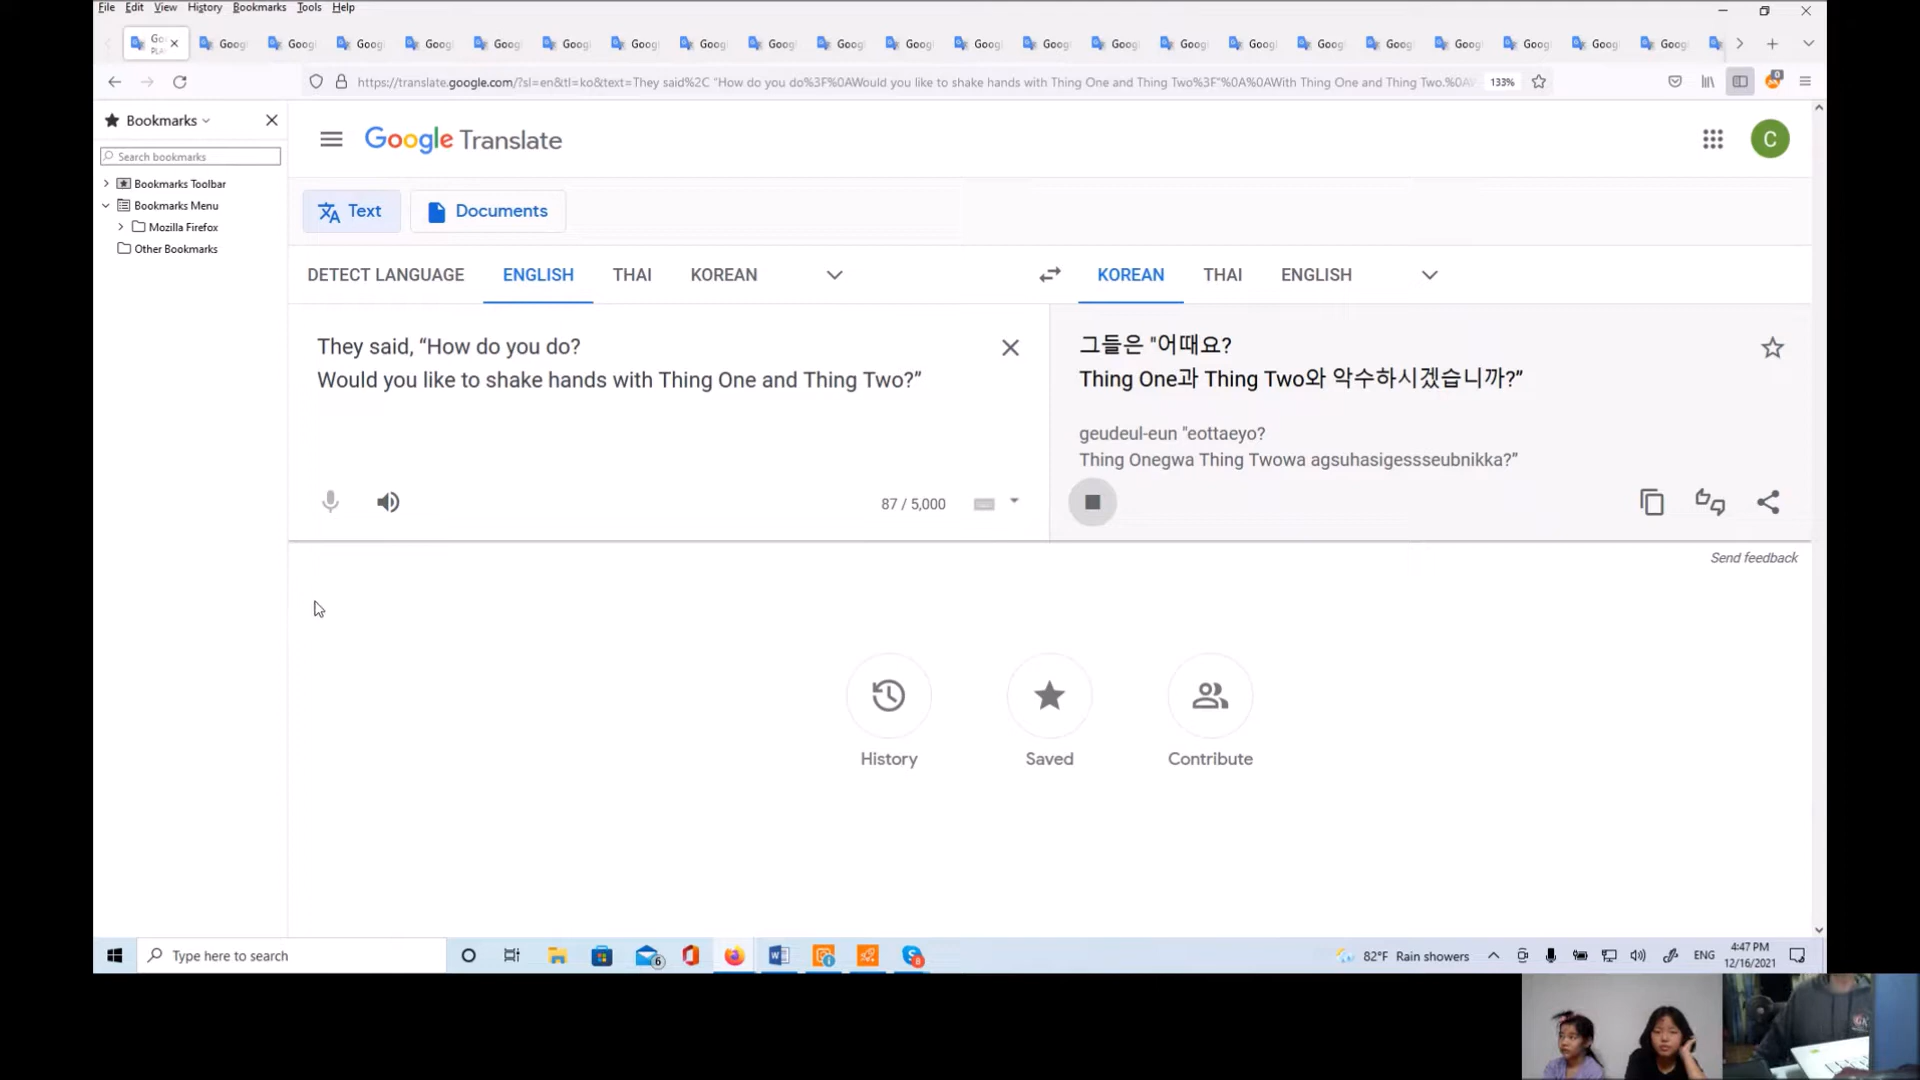 File Edit View History Bookmarks Tools Help
https://translate.google.com/?sl=en&tl=ko&text=They said%2C "How do you do%3F%0AWould you like to shake hands with Thing One and Thing Two%3F"%0A%0AWith Thing One and Thing Two.%0A
133%
Bookmarks
Search bookmarks
Bookmarks Toolbar
Bookmarks Menu
Mozilla Firefox
Other Bookmarks
Google Translate
C
Text Documents
DETECT LANGUAGE ENGLISH THAI KOREAN
KOREAN THAI ENGLISH
They said, “How do you do?
Would you like to shake hands with Thing One and Thing Two?”
87 / 5,000
그들은 "어때요?
Thing One과 Thing Two와 악수하시겠습니까?”
geudeul-eun "eottaeyo?
Thing Onegwa Thing Twowa agsuhasigessseubnikka?”
Send feedback
History Saved Contribute
Type here to search
6
8
82°F Rain showers
ENG
4:47 PM
12/16/2021